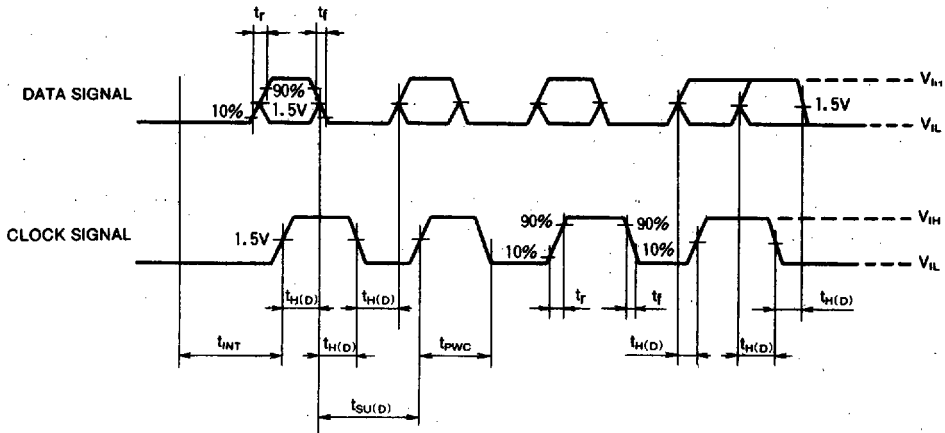 tr tf
DATA SIGNAL
10% 90% 1.5V 1.5V
VIH
VIL
CLOCK SIGNAL
1.5V 90% 10% 90% 10%
VIH
VIL
tH(D) tH(D) tr tf tH(D)
tINT tH(D) tPWC tH(D) tH(D)
tSU(D)